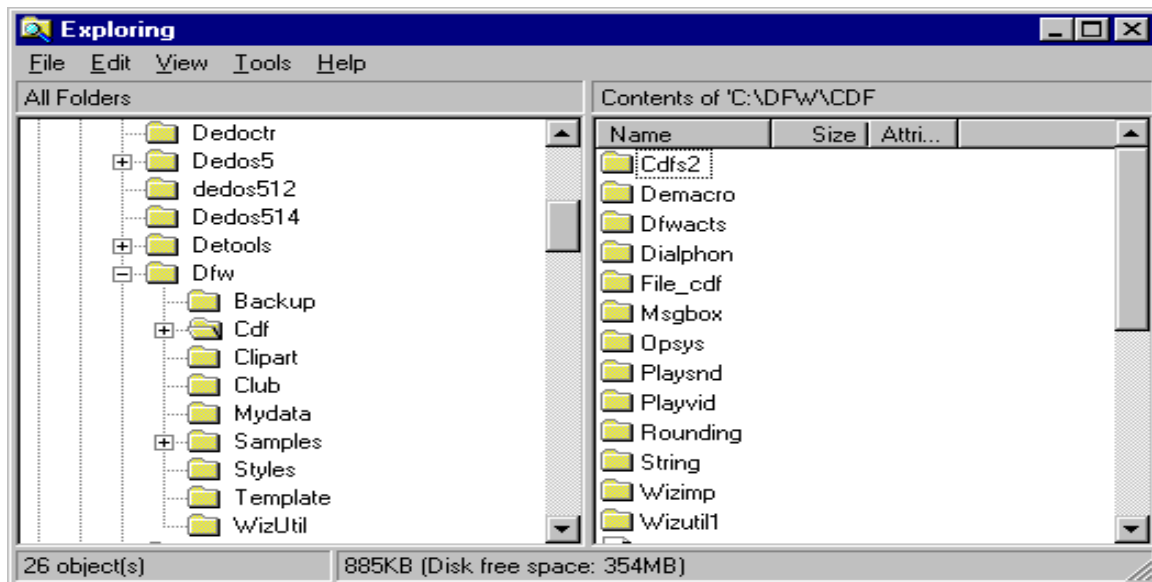 Exploring
File Edit View Tools Help
All Folders
Contents of 'C:\DFW\CDF
Dedoctr
Dedos5
dedos512
Dedos514
Detools
Dfw
Backup
Cdf
Clipart
Club
Mydata
Samples
Styles
Template
WizUtil
Name Size Attri...
Cdfs2
Demacro
Dfwacts
Dialphon
File_cdf
Msgbox
Opsys
Playsnd
Playvid
Rounding
String
Wizimp
Wizutil1
26 object(s)
885KB (Disk free space: 354MB)